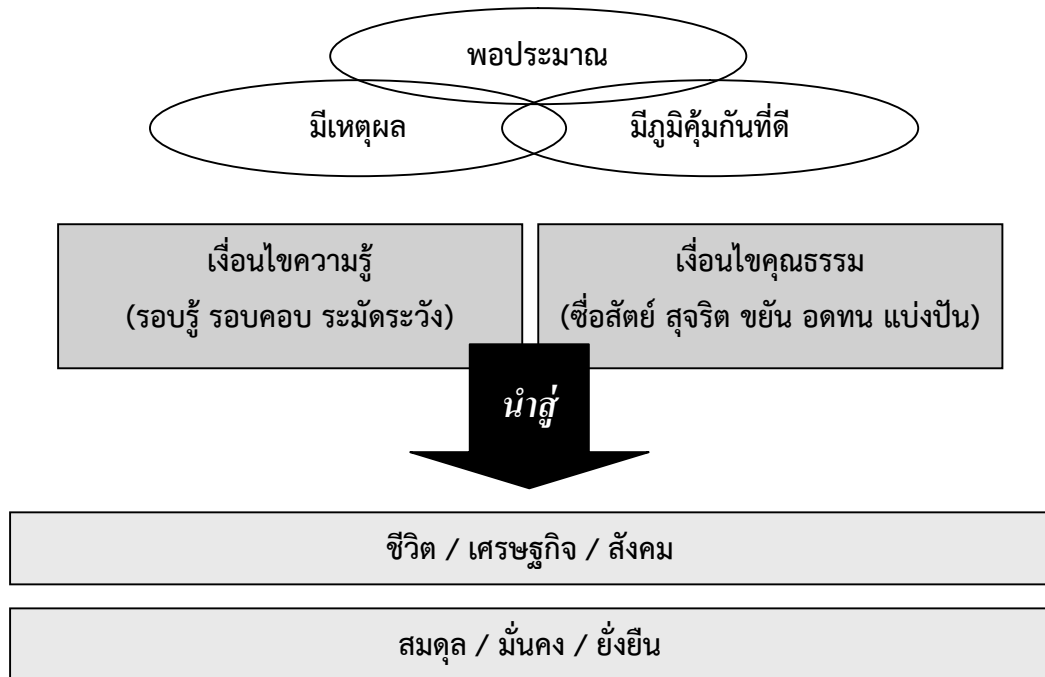 พอประมาณ
มีเหตุผล
มีภูมิคุ้มกันที่ดี
เงื่อนไขความรู้
(รอบรู้ รอบคอบ ระมัดระวัง)
เงื่อนไขคุณธรรม
(ซื่อสัตย์ สุจริต ขยัน อดทน แบ่งปัน)
นำสู่
ชีวิต / เศรษฐกิจ / สังคม
สมดุล / มั่นคง / ยั่งยืน